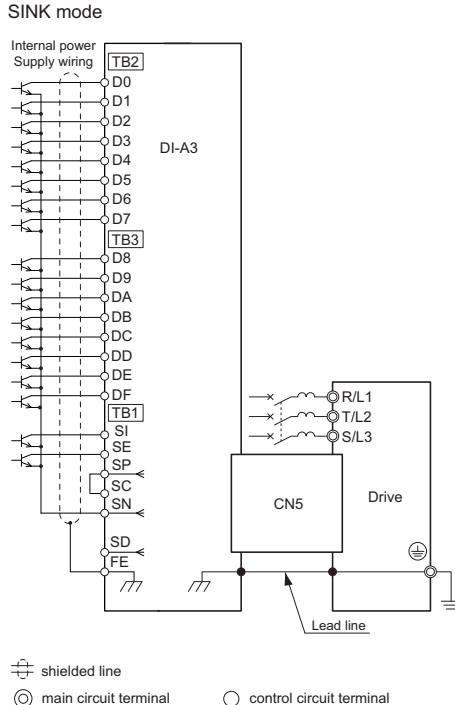 SINK mode
Internal power
Supply wiring
TB2
D0
D1
D2
D3
D4
D5
D6
D7
TB3
D8
D9
DA
DB
DC
DD
DE
DF
TB1
SI
SE
SP
SC
SN
SD
FE
DI-A3
R/L1
T/L2
S/L3
CN5
Drive
Lead line
shielded line
main circuit terminal
control circuit terminal